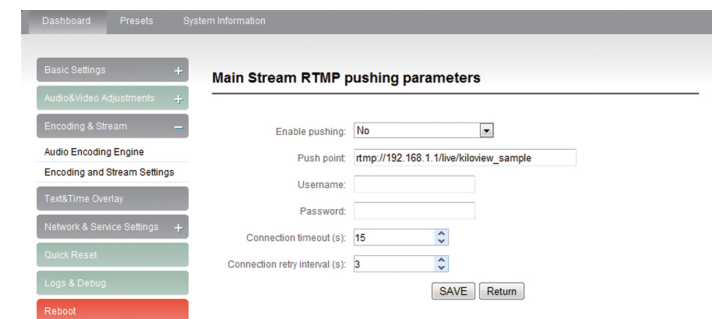 Dashboard Presets System Information
Basic Settings +
Audio&Video Adjustments +
Encoding & Stream –
Audio Encoding Engine
Encoding and Stream Settings
Text&Time Overlay
Network & Service Settings +
Quick Reset
Logs & Debug
Reboot
Main Stream RTMP pushing parameters
Enable pushing: No
Push point: rtmp://192.168.1.1/live/kiloview_sample
Username:
Password:
Connection timeout (s): 15
Connection retry interval (s): 3
SAVE Return